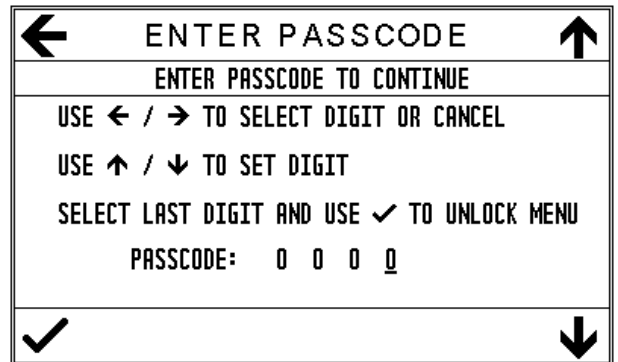 ← ENTER PASSCODE ↑
ENTER PASSCODE TO CONTINUE
USE ← / → TO SELECT DIGIT OR CANCEL
USE ↑ / ↓ TO SET DIGIT
SELECT LAST DIGIT AND USE ✓ TO UNLOCK MENU
PASSCODE: 0 0 0 0
✓ ↓